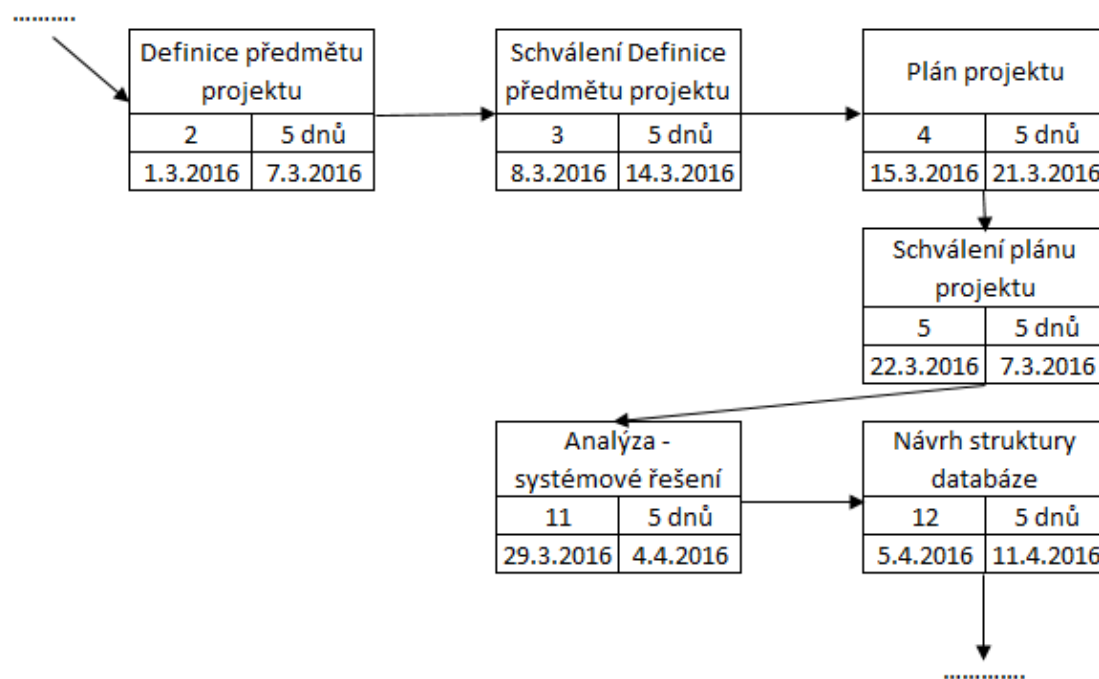 ……….
Definice předmětu
projektu
2 5 dnů
1.3.2016 7.3.2016
Schválení Definice
předmětu projektu
3 5 dnů
8.3.2016 14.3.2016
Plán projektu
4 5 dnů
15.3.2016 21.3.2016
Schválení plánu
projektu
5 5 dnů
22.3.2016 7.3.2016
Analýza -
systémové řešení
11 5 dnů
29.3.2016 4.4.2016
Návrh struktury
databáze
12 5 dnů
5.4.2016 11.4.2016
………….